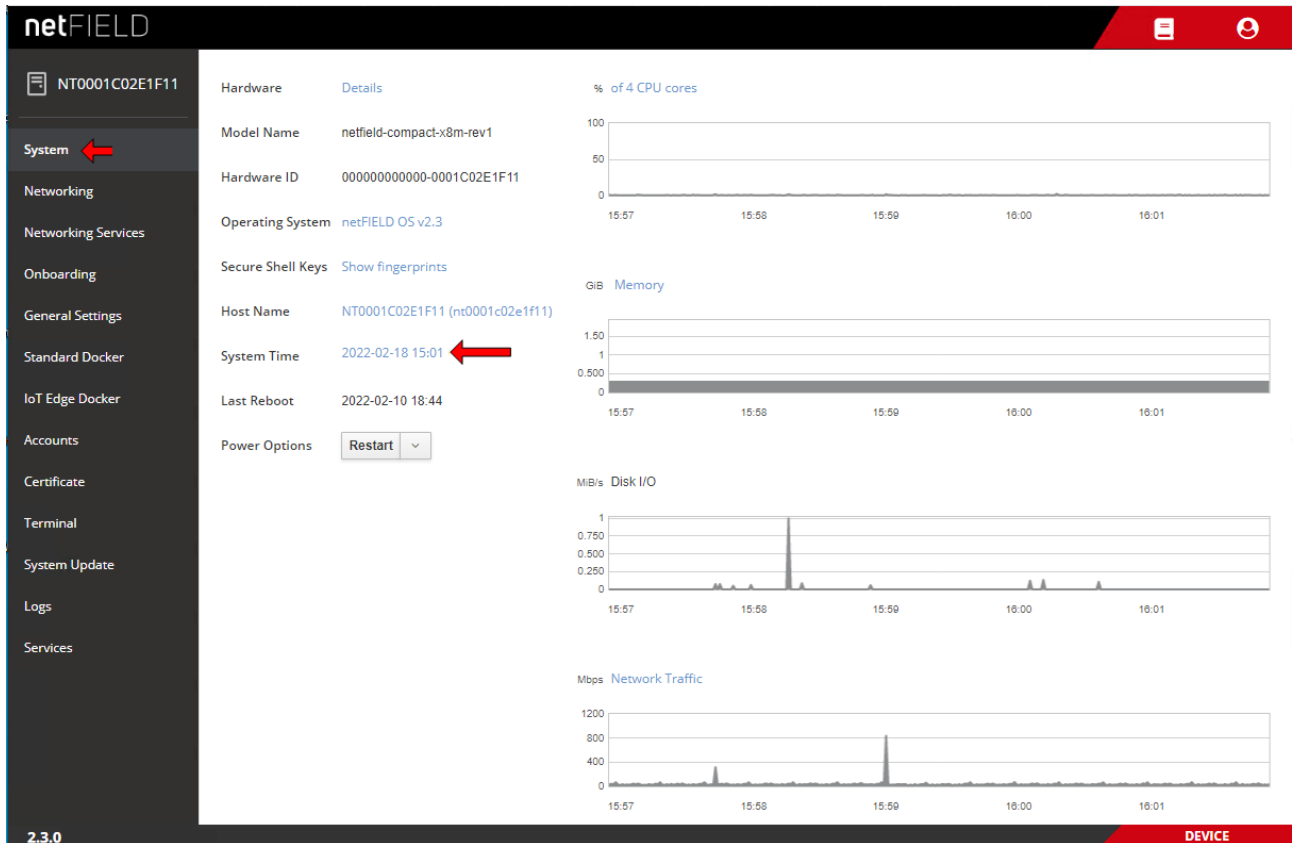 netFIELD
NT0001C02E1F11
System
Networking
Networking Services
Onboarding
General Settings
Standard Docker
IoT Edge Docker
Accounts
Certificate
Terminal
System Update
Logs
Services
2.3.0
Hardware Details
Model Name netfield-compact-x8m-rev1
Hardware ID 000000000000-0001C02E1F11
Operating System netFIELD OS v2.3
Secure Shell Keys Show fingerprints
Host Name NT0001C02E1F11 (nt0001c02e1f11)
System Time 2022-02-18 15:01
Last Reboot 2022-02-10 18:44
Power Options Restart
% of 4 CPU cores
100
50
0
15:57 15:58 15:59 16:00 16:01
GiB Memory
1.50
1
0.500
0
15:57 15:58 15:59 16:00 16:01
MiB/s Disk I/O
1
0.750
0.500
0.250
0
15:57 15:58 15:59 16:00 16:01
Mbps Network Traffic
1200
800
400
0
15:57 15:58 15:59 16:00 16:01
DEVICE